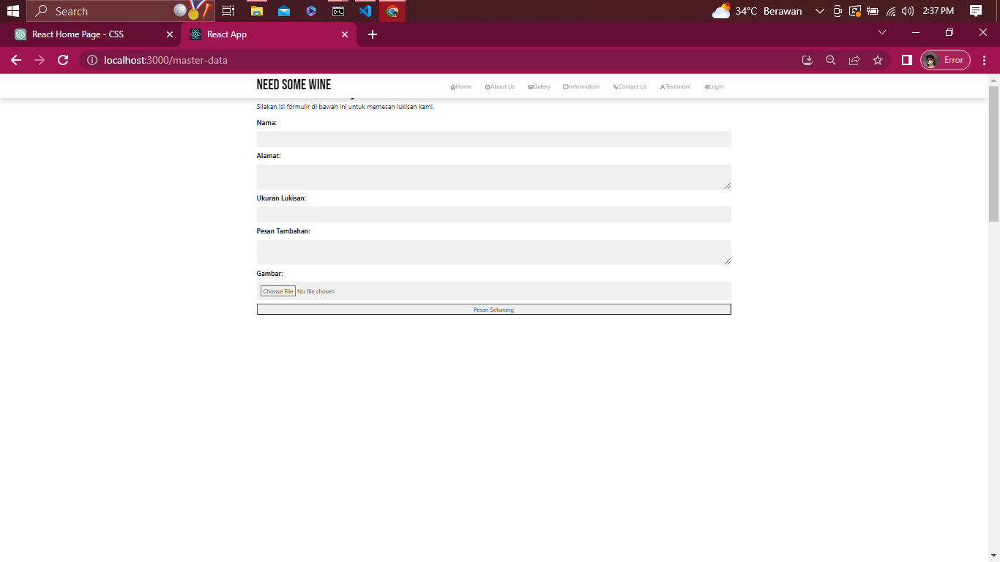 Search
34°C Berawan
2:37 PM
React Home Page - CSS
React App
localhost:3000/master-data
Error
NEED SOME WINE
Home
About Us
Galery
Information
Contact Us
Testimoni
Login
Silakan isi formulir di bawah ini untuk memesan lukisan kami.
Nama:
Alamat:
Ukuran Lukisan:
Pesan Tambahan:
Gambar:
Choose File No file chosen
Pesan Sekarang